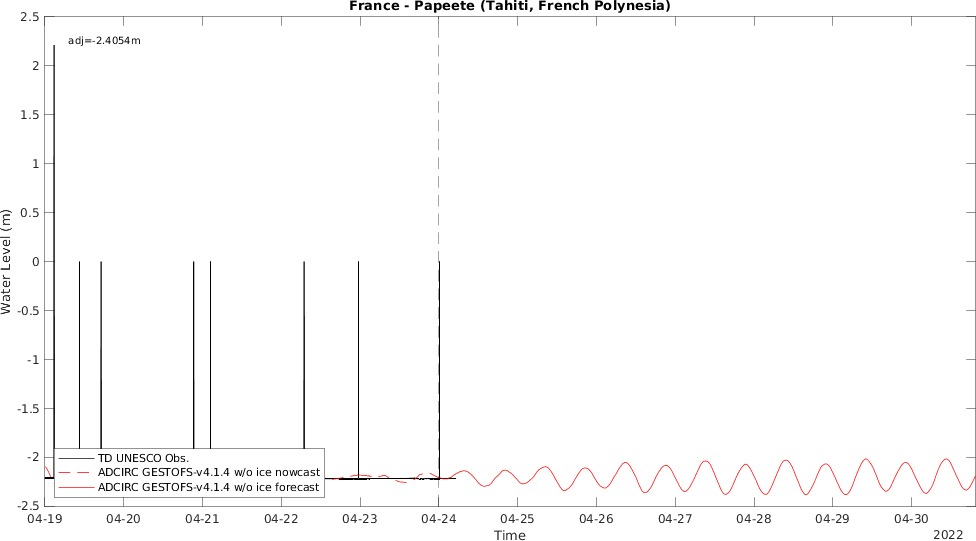 France - Papeete (Tahiti, French Polynesia)
adj=-2.4054m
Water Level (m)
2.5
2
1.5
1
0.5
0
-0.5
-1
-1.5
-2
-2.5
TD UNESCO Obs.
ADCIRC GESTOFS-v4.1.4 w/o ice nowcast
ADCIRC GESTOFS-v4.1.4 w/o ice forecast
04-19 04-20 04-21 04-22 04-23 04-24 04-25 04-26 04-27 04-28 04-29 04-30
Time
2022